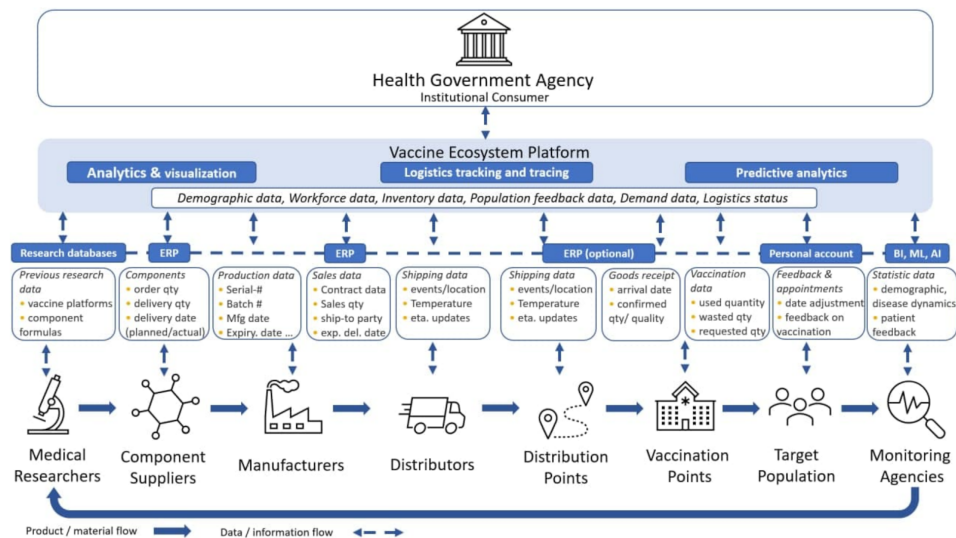 Health Government Agency
Institutional Consumer
Vaccine Ecosystem Platform
Analytics & visualization
Logistics tracking and tracing
Predictive analytics
Demographic data, Workforce data, Inventory data, Population feedback data, Demand data, Logistics status
Research databases
ERP
ERP
ERP (optional)
Personal account
BI, ML, AI
Previous research
data
• vaccine platforms
• component
formulas
Components
• order qty
• delivery qty
• delivery date
(planned/actual)
Production data
• Serial-#
• Batch #
• Mfg date
• Expiry. date ...
Sales data
• Contract data
• Sales qty
• ship-to party
• exp. del. date
Shipping data
• events/location
• Temperature
• eta. updates
Shipping data
• events/location
• Temperature
• eta. updates
Goods receipt
• arrival date
• confirmed
qty/ quality
Vaccination
data
• used quantity
• wasted qty
• requested qty
Feedback &
appointments
• date adjustment
• feedback on
vaccination
Statistic data
• demographic,
disease dynamics
• patient
feedback
Medical
Researchers
Component
Suppliers
Manufacturers
Distributors
Distribution
Points
Vaccination
Points
Target
Population
Monitoring
Agencies
Product / material flow
Data / information flow